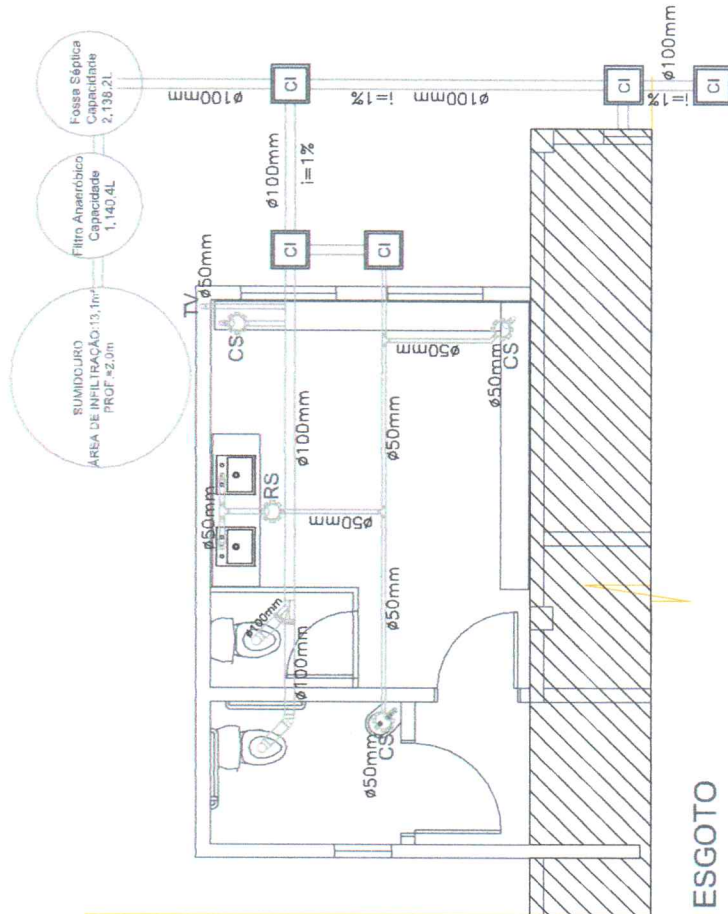 Fossa Séptica
Capacidade
2,138,2L
Filtro Anaeróbico
Capacidade
1,140,4L
SUMIDOURO
ÁREA DE INFILTRAÇÃO:13,1m²
PROF.=2,0m
ø100mm
CI
ø100mm
i=1%
i=1%
ø100mm
CI
ø100mm
i=1%
CI
CI
CI
TV
ø50mm
CS
ø50mm
ø50mm
CS
ø100mm
ø50mm
RS
ø50mm
ø50mm
ø100mm
ø100mm
ø50mm
ø50mm
CS
ESGOTO